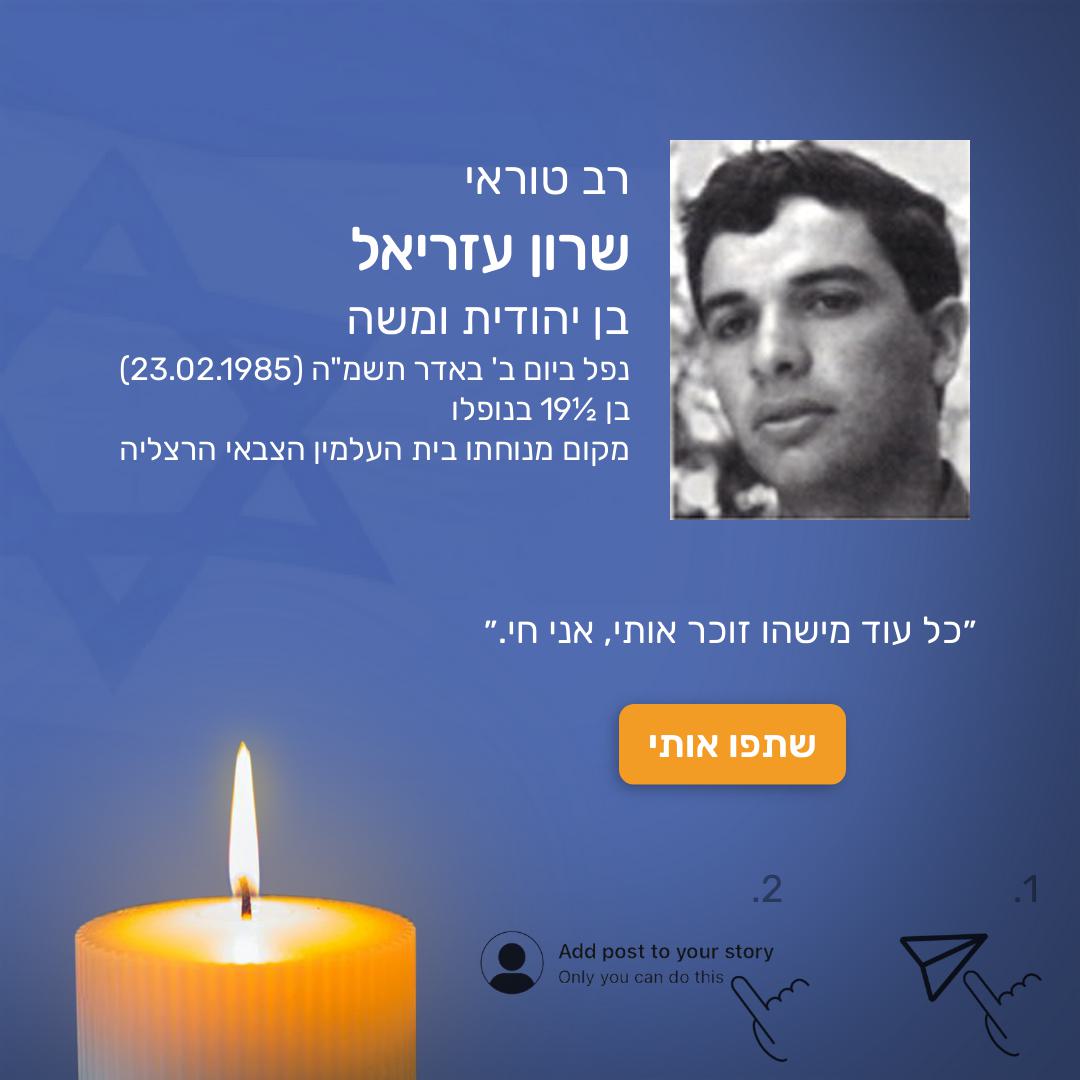 רב טוראי
שרון עזריאל
בן יהודית ומשה
נפל ביום ב' באדר תשמ"ה (23.02.1985)
בן 19½ בנופלו
מקום מנוחתו בית העלמין הצבאי הרצליה
״כל עוד מישהו זוכר אותי, אני חי.״
שתפו אותי
1.
2.
Add post to your story
Only you can do this